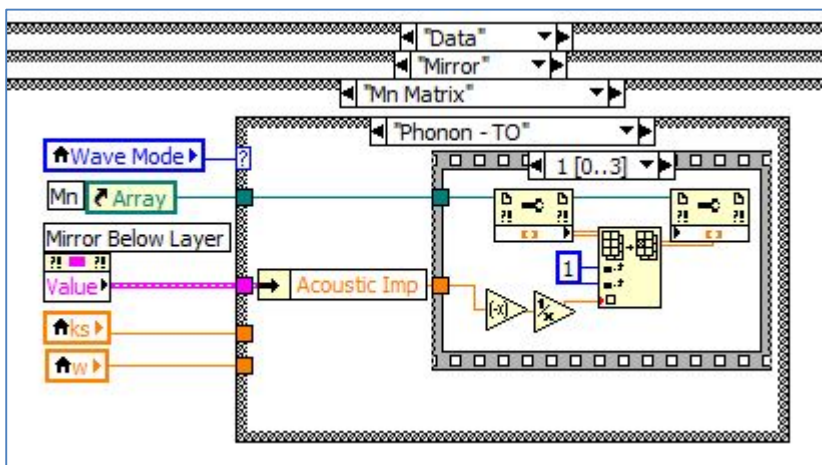 "Data"
"Mirror"
"Mn Matrix"
"Phonon - TO"
Wave Mode
?
1 [0..3]
Mn Array
?! ?!
?! ?!
Mirror Below Layer
?! ?!
Value
1
Acoustic Imp
(-x)
1/x
ks
w